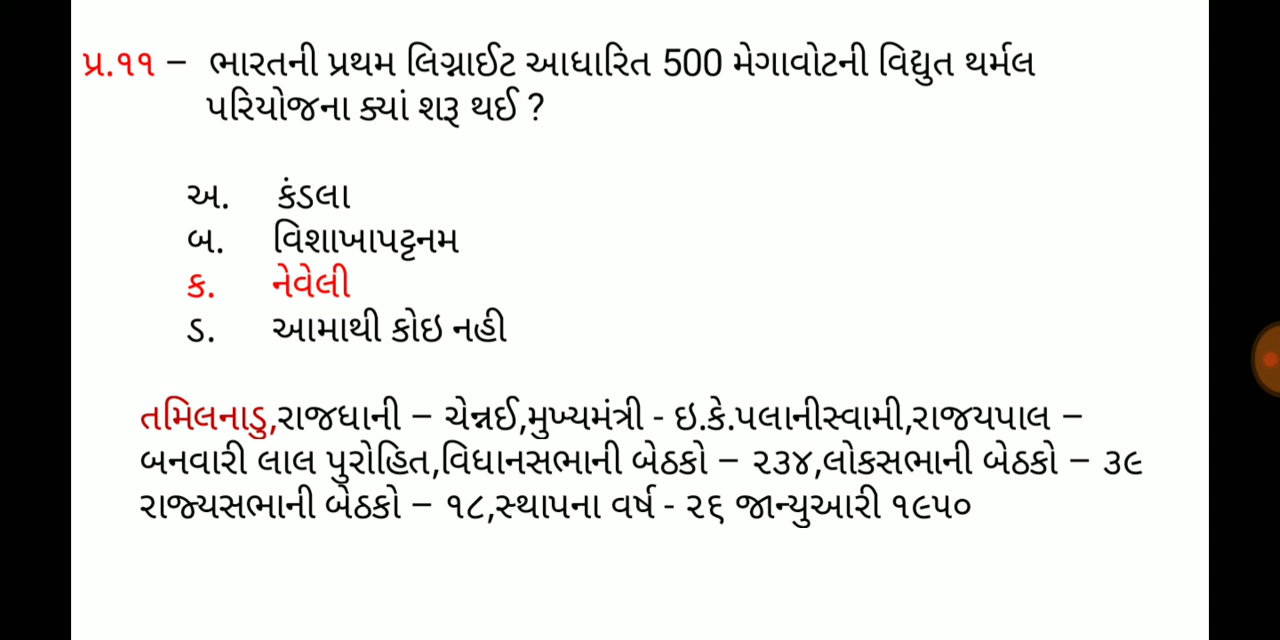 પ્ર.૧૧ – ભારતની પ્રથમ લિગ્નાઈટ આધારિત 500 મેગાવોટની વિદ્યુત થર્મલ
પરિયોજના ક્યાં શરૂ થઈ ?
અ. કંડલા
બ. વિશાખાપટ્ટનમ
ક. નેવેલી
ડ. આમાથી કોઇ નહી
તમિલનાડુ,રાજધાની – ચેન્નઈ,મુખ્યમંત્રી - ઇ.કે.પલાનીસ્વામી,રાજયપાલ –
બનવારી લાલ પુરોહિત,વિધાનસભાની બેઠકો – ૨૩૪,લોકસભાની બેઠકો – ૩૯
રાજ્યસભાની બેઠકો – ૧૮,સ્થાપના વર્ષ - ૨૬ જાન્યુઆરી ૧૯૫૦